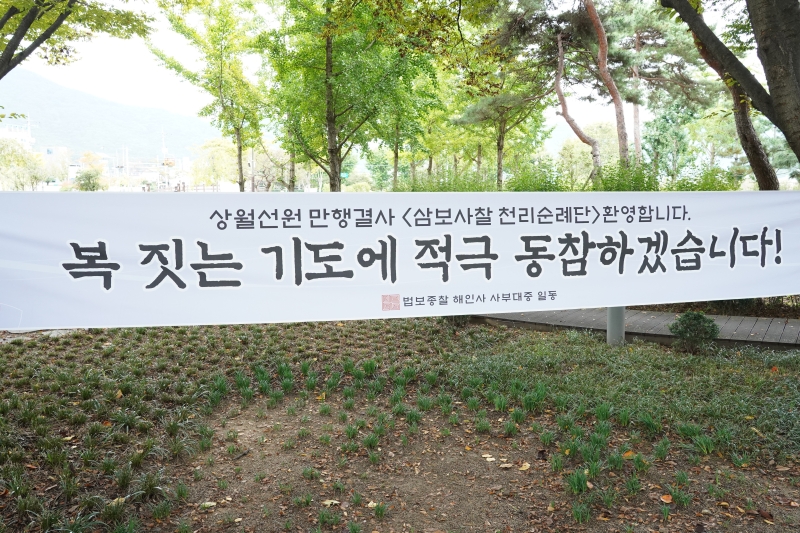 상월선원 만행결사 <삼보사찰 천리순례단>환영합니다.
복 짓는 기도에 적극 동참하겠습니다!
법보종찰 해인사 사부대중 일동